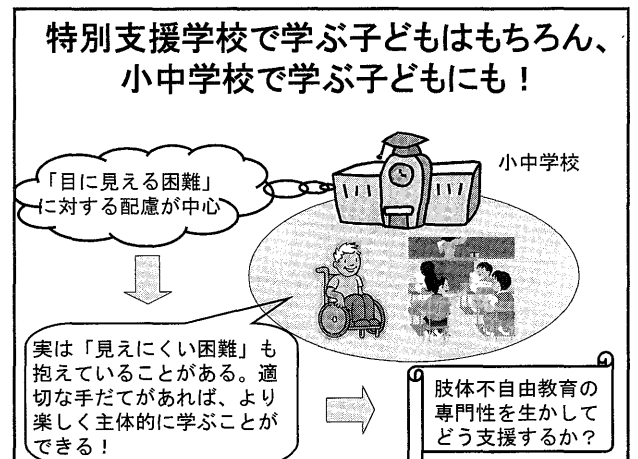 特別支援学校で学ぶ子どもはもちろん、
小中学校で学ぶ子どもにも！
小中学校
「目に見える困難」
に対する配慮が中心
実は「見えにくい困難」も
抱えていることがある。適
切な手だてがあれば、より
楽しく主体的に学ぶことが
できる！
肢体不自由教育の
専門性を生かして
どう支援するか？